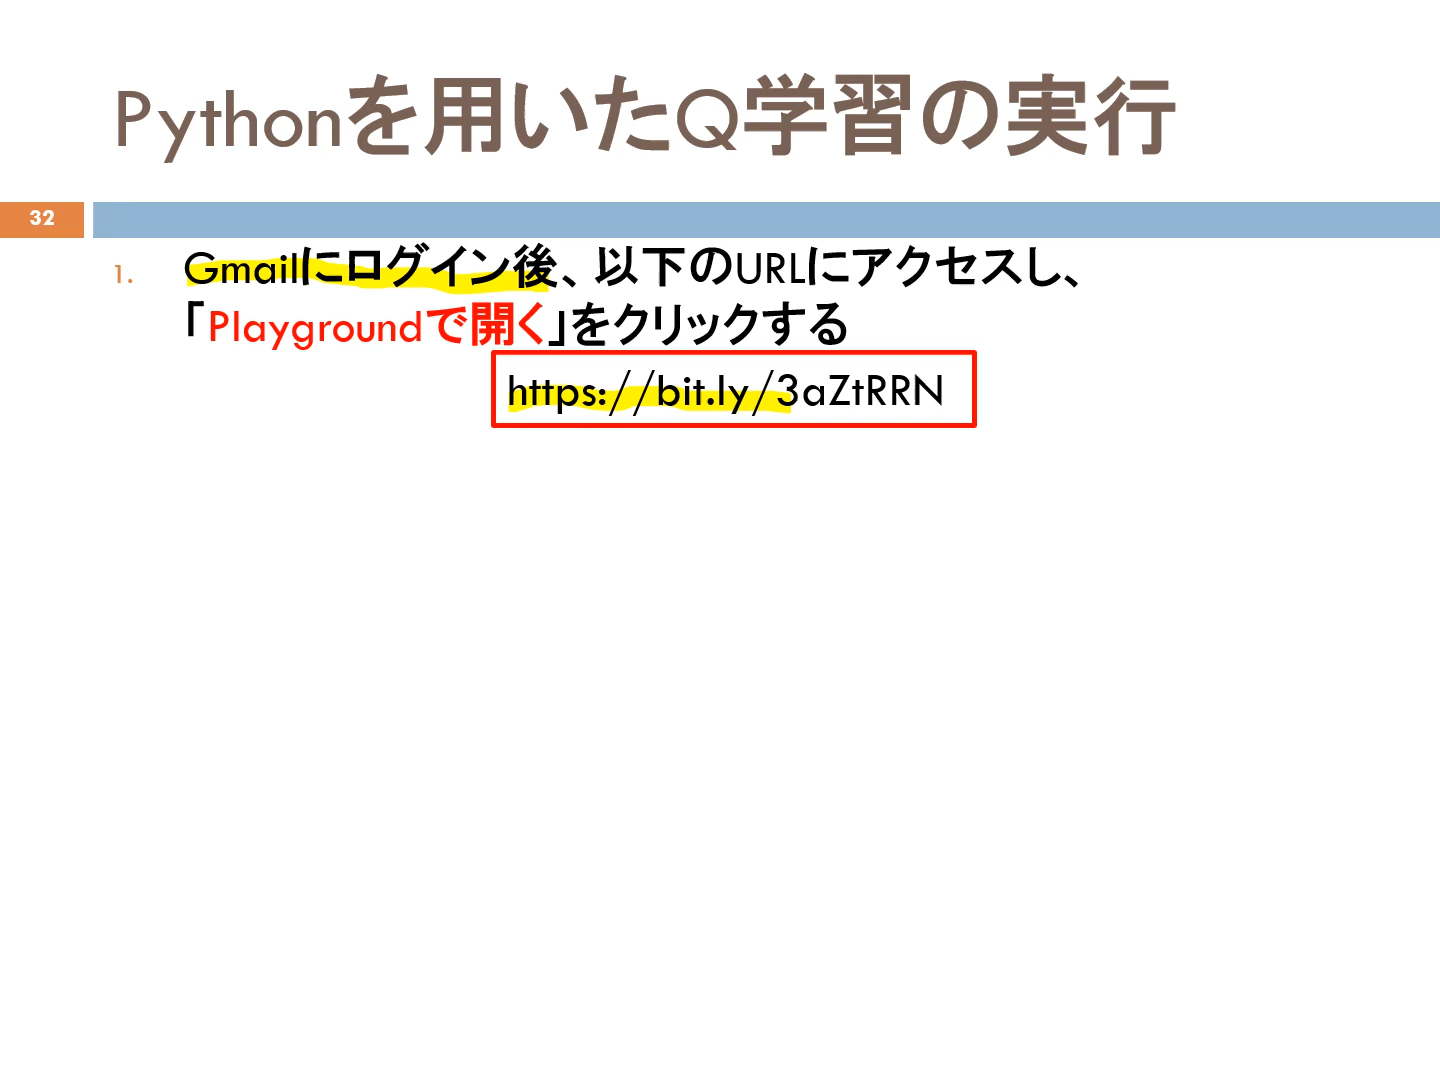 Pythonを用いたQ学習の実行
32
1. Gmailにログイン後、以下のURLにアクセスし、
「Playgroundで開く」をクリックする
https://bit.ly/3aZtRRN